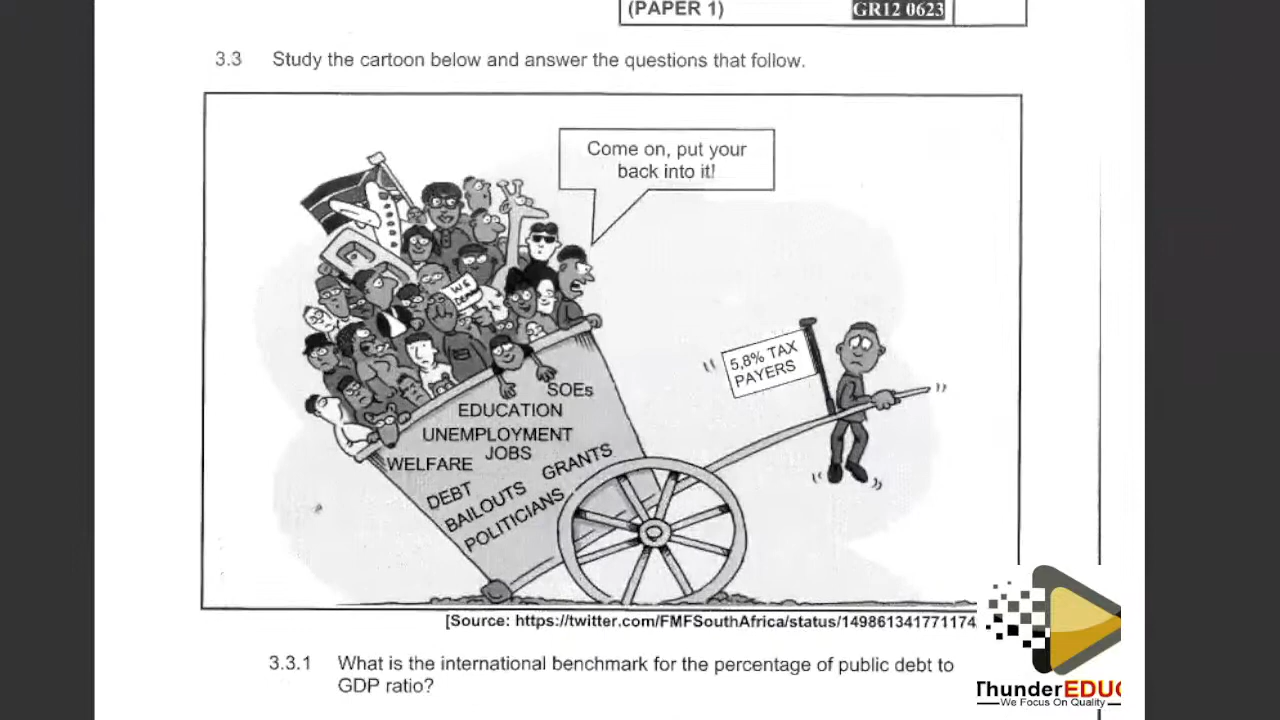 (PAPER 1)
GR12 0623
3.3 Study the cartoon below and answer the questions that follow.
Come on, put your
back into it!
WE
5,8% TAX
PAYERS
SOEs
EDUCATION
UNEMPLOYMENT
JOBS
WELFARE
GRANTS
DEBT
BAILOUTS
POLITICIANS
[Source: https://twitter.com/FMFSouthAfrica/status/149861341771174
3.3.1 What is the international benchmark for the percentage of public debt to
GDP ratio?
ThunderEDUC
We Focus On Quality